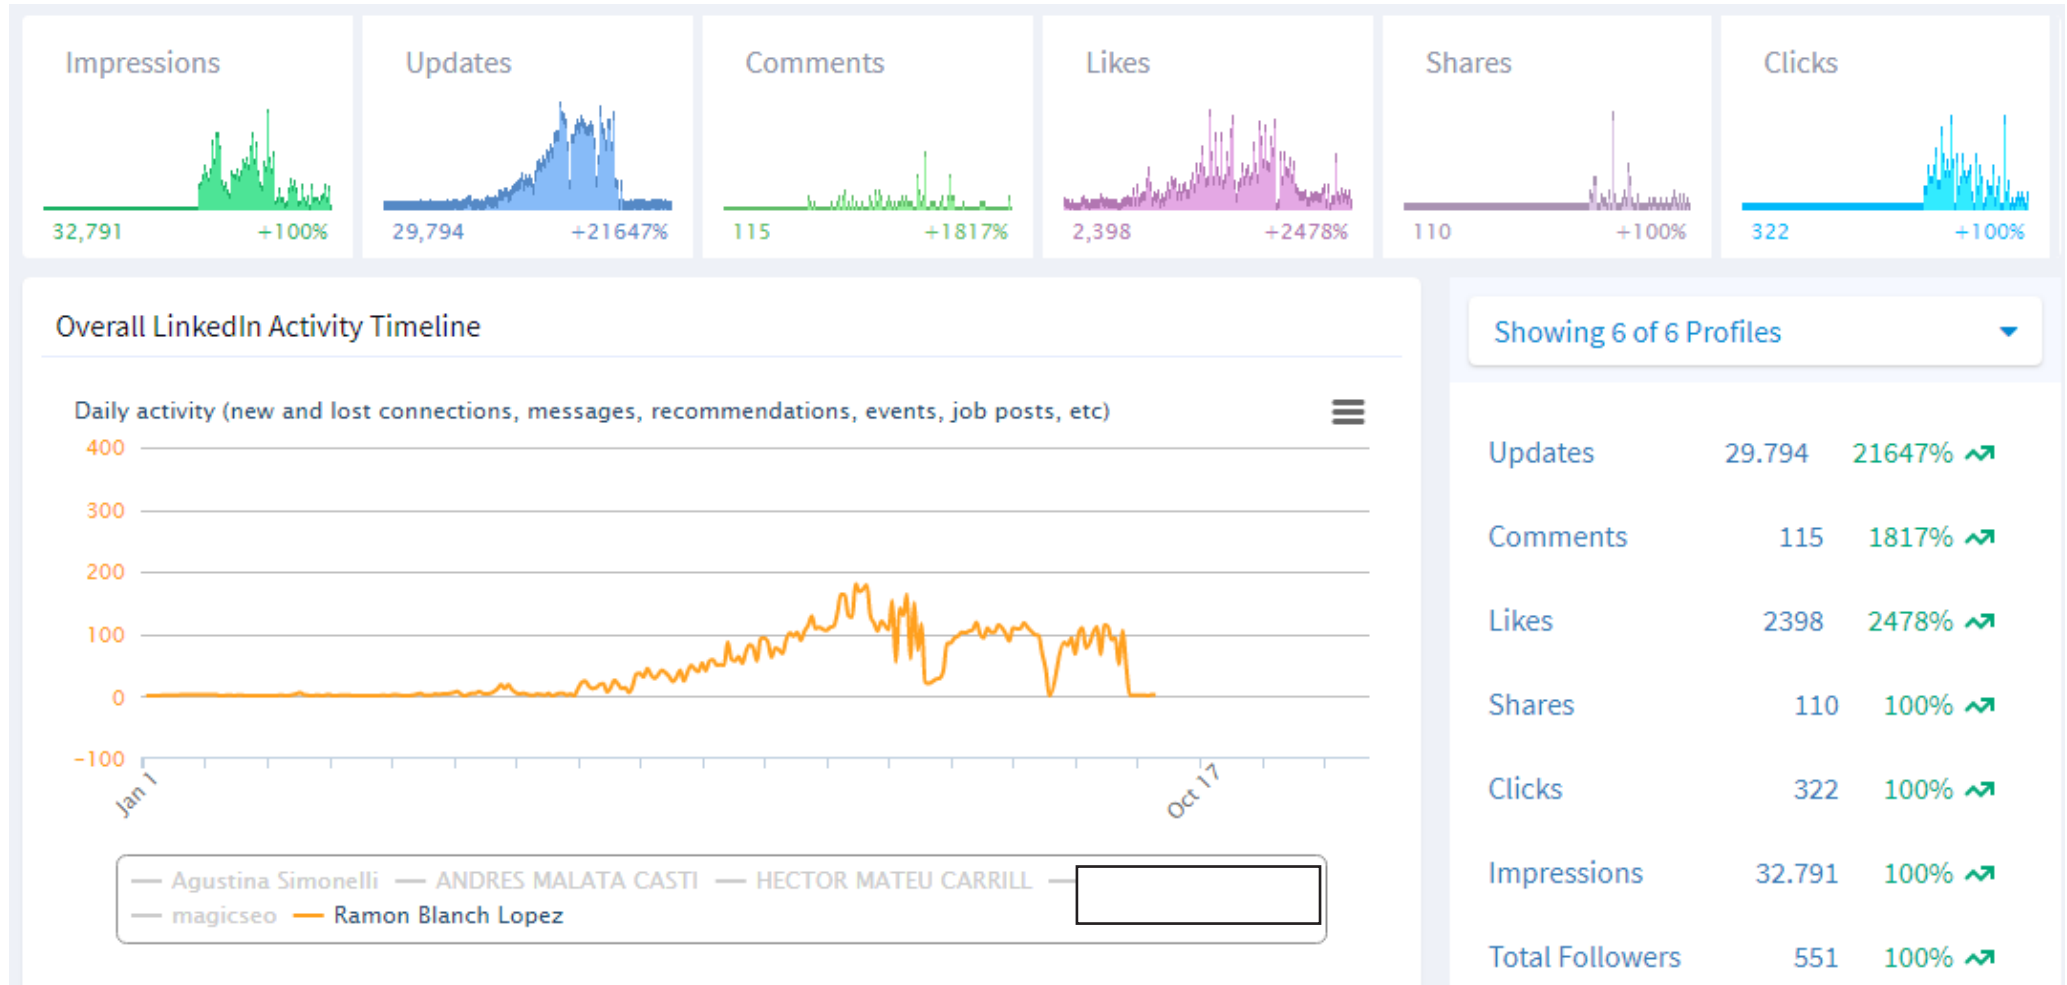 Impressions
32,791 +100%
Updates
29,794 +21647%
Comments
115 +1817%
Likes
2,398 +2478%
Shares
110 +100%
Clicks
322 +100%
Overall LinkedIn Activity Timeline
Daily activity (new and lost connections, messages, recommendations, events, job posts, etc)
400
300
200
100
0
-100
Jan 1
Oct 17
Agustina Simonelli ANDRES MALATA CASTI HECTOR MATEU CARRILL
magicseo Ramon Blanch Lopez
Showing 6 of 6 Profiles
Updates 29.794 21647%
Comments 115 1817%
Likes 2398 2478%
Shares 110 100%
Clicks 322 100%
Impressions 32.791 100%
Total Followers 551 100%